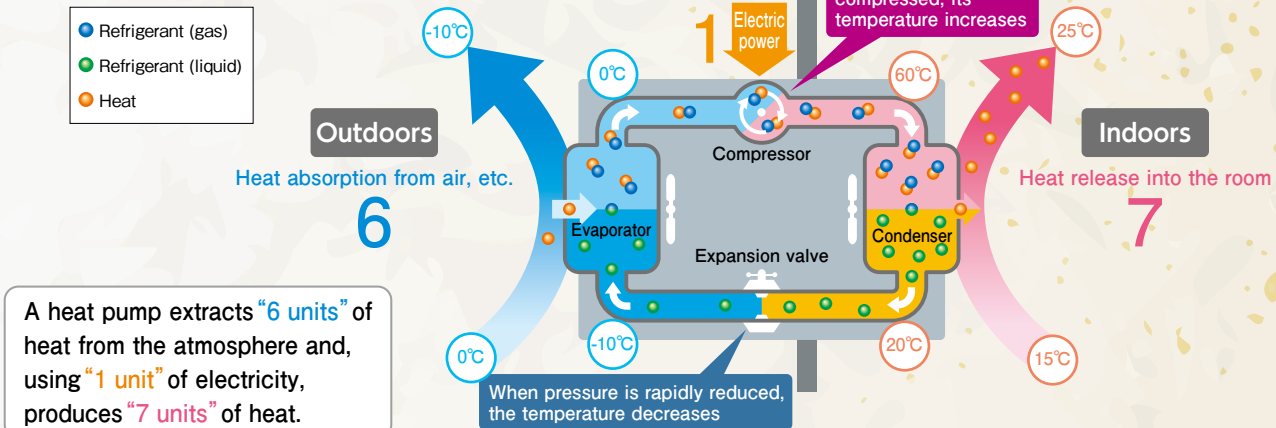 Refrigerant (gas)
Refrigerant (liquid)
Heat
-10℃
1
Electric
power
compressed, its
temperature increases
25℃
0℃
60℃
Outdoors
Indoors
Compressor
Heat absorption from air, etc.
6
Heat release into the room
7
Evaporator
Condenser
Expansion valve
A heat pump extracts “6 units” of
heat from the atmosphere and,
using “1 unit” of electricity,
produces “7 units” of heat.
0℃
-10℃
20℃
15℃
When pressure is rapidly reduced,
the temperature decreases